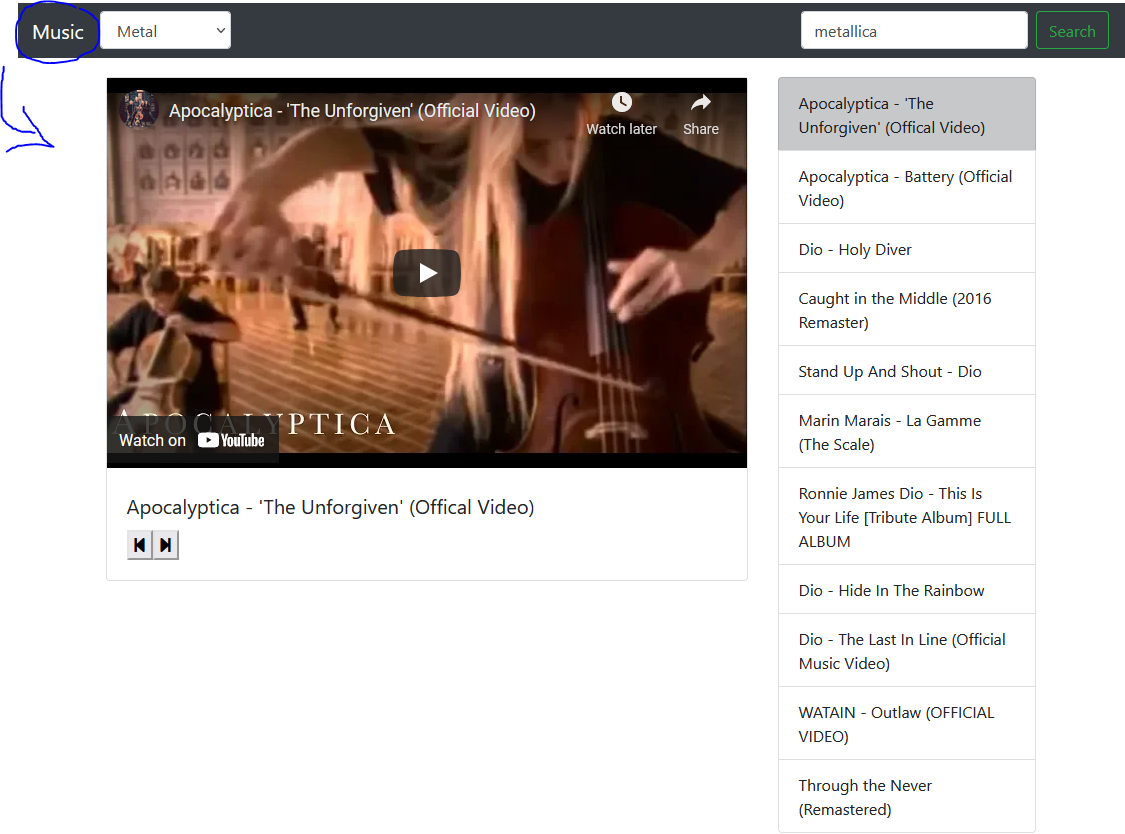 Music
Metal
metallica
Search
Apocalyptica - 'The Unforgiven' (Official Video)
Watch later
Share
APOCALYPTICA
Watch on YouTube
Apocalyptica - 'The Unforgiven' (Offical Video)
Apocalyptica - 'The
Unforgiven' (Offical Video)
Apocalyptica - Battery (Official
Video)
Dio - Holy Diver
Caught in the Middle (2016
Remaster)
Stand Up And Shout - Dio
Marin Marais - La Gamme
(The Scale)
Ronnie James Dio - This Is
Your Life [Tribute Album] FULL
ALBUM
Dio - Hide In The Rainbow
Dio - The Last In Line (Official
Music Video)
WATAIN - Outlaw (OFFICIAL
VIDEO)
Through the Never
(Remastered)